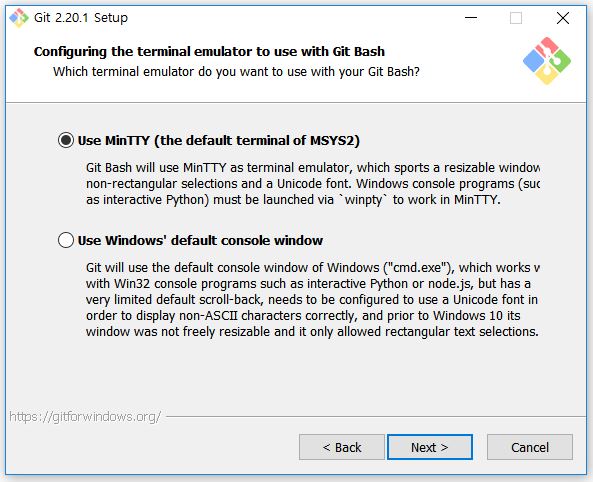 Git 2.20.1 Setup
Configuring the terminal emulator to use with Git Bash
Which terminal emulator do you want to use with your Git Bash?
Use MinTTY (the default terminal of MSYS2)
Git Bash will use MinTTY as terminal emulator, which sports a resizable window
non-rectangular selections and a Unicode font. Windows console programs (suc
as interactive Python) must be launched via `winpty` to work in MinTTY.
Use Windows' default console window
Git will use the default console window of Windows ("cmd.exe"), which works w
with Win32 console programs such as interactive Python or node.js, but has a
very limited default scroll-back, needs to be configured to use a Unicode font in
order to display non-ASCII characters correctly, and prior to Windows 10 its
window was not freely resizable and it only allowed rectangular text selections.
https://gitforwindows.org/
< Back
Next >
Cancel